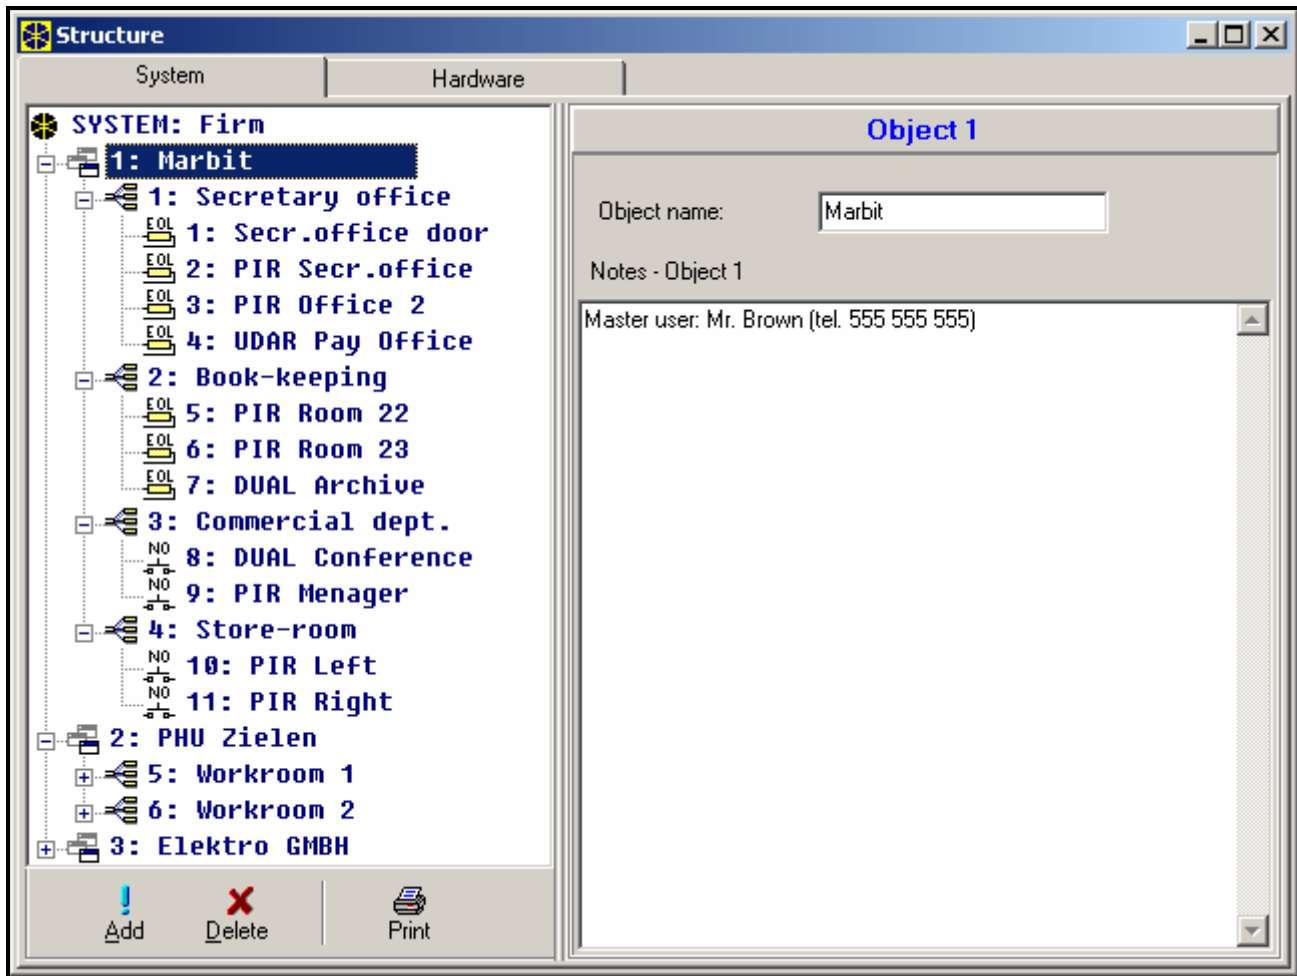 Structure
System
Hardware
SYSTEM: Firm
1: Marbit
1: Secretary office
EOL 1: Secr.office door
EOL 2: PIR Secr.office
EOL 3: PIR Office 2
EOL 4: UDAR Pay Office
2: Book-keeping
EOL 5: PIR Room 22
EOL 6: PIR Room 23
EOL 7: DUAL Archive
3: Commercial dept.
NO 8: DUAL Conference
NO 9: PIR Menager
4: Store-room
NO 10: PIR Left
NO 11: PIR Right
2: PHU Zielen
5: Workroom 1
6: Workroom 2
3: Elektro GMBH
Add
Delete
Print
Object 1
Object name: Marbit
Notes - Object 1
Master user: Mr. Brown (tel. 555 555 555)